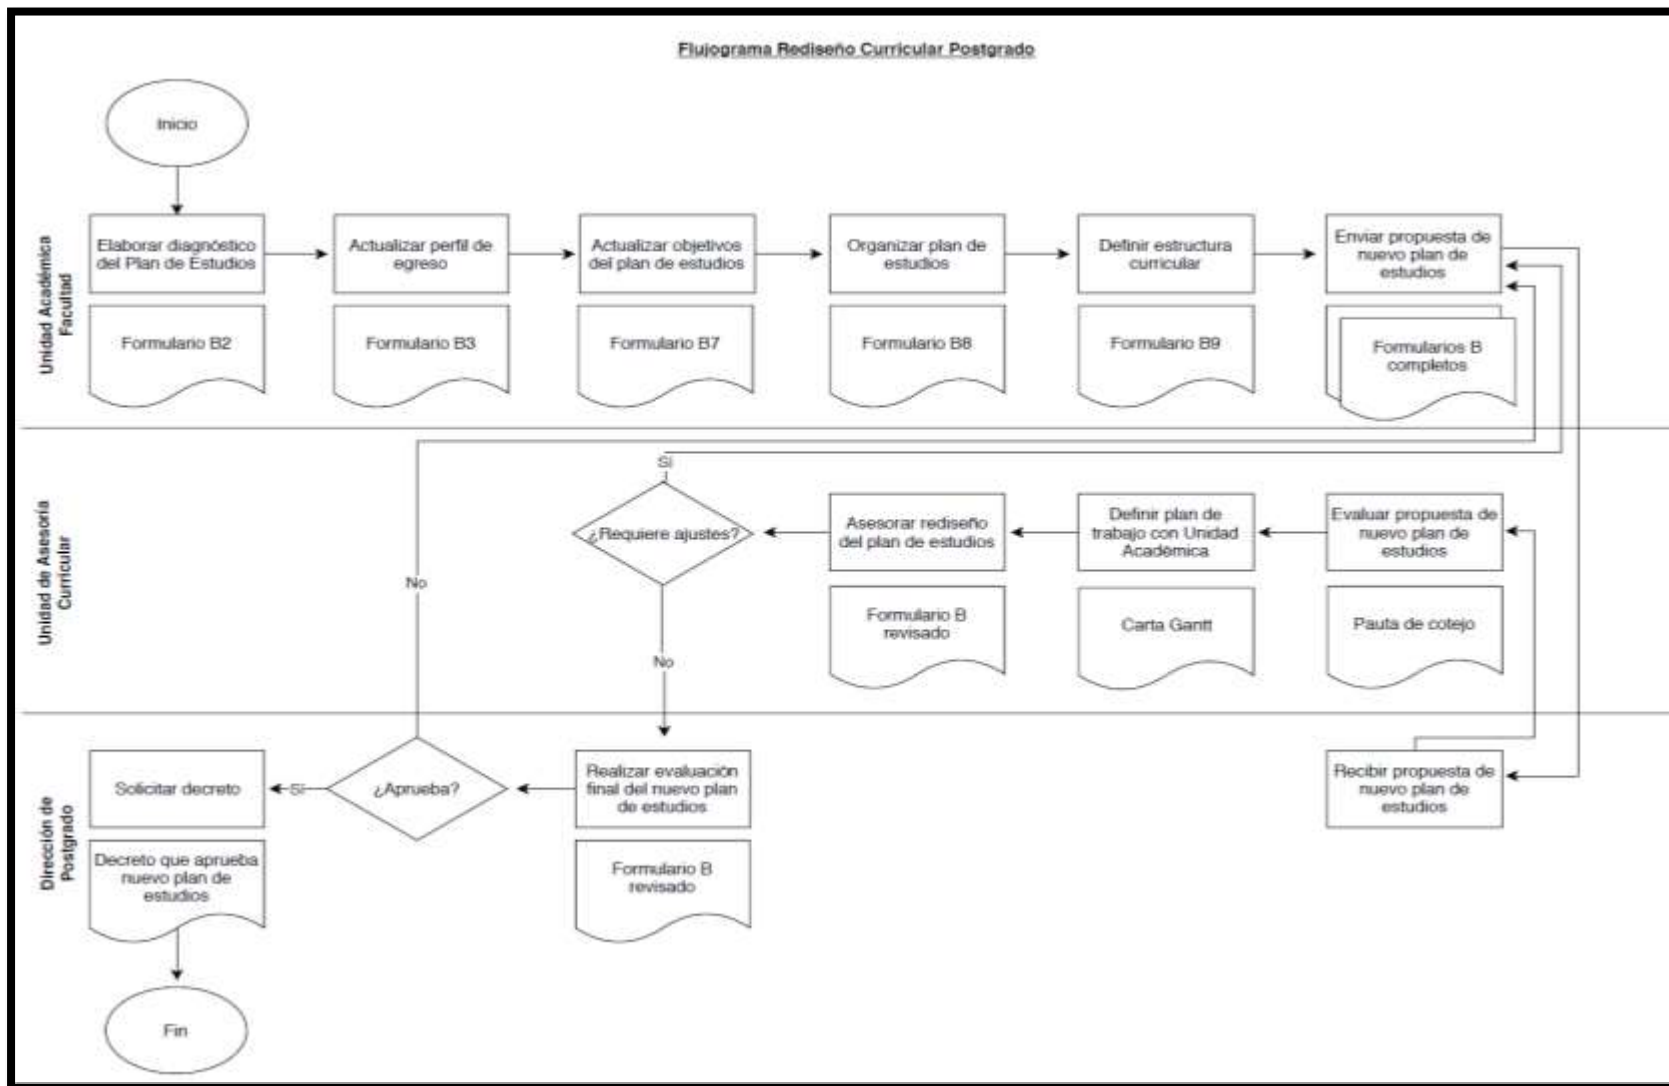 Flujograma Rediseño Curricular Postgrado
Inicio
Unidad Académica
Facultad
Elaborar diagnóstico
del Plan de Estudios
Actualizar perfil de
egreso
Actualizar objetivos
del plan de estudios
Organizar plan de
estudios
Definir estructura
curricular
Enviar propuesta de
nuevo plan de
estudios
Formulario B2
Formulario B3
Formulario B7
Formulario B8
Formulario B9
Formularios B
completos
Unidad de Asesoría
Curricular
Sí
¿Requiere ajustes?
Asesorar rediseño
del plan de estudios
Definir plan de
trabajo con Unidad
Académica
Evaluar propuesta de
nuevo plan de
estudios
No
Formulario B
revisado
Carta Gantt
Pauta de cotejo
No
Dirección de
Postgrado
Solicitar decreto
Sí
¿Aprueba?
Realizar evaluación
final del nuevo plan
de estudios
Recibir propuesta de
nuevo plan de
estudios
Decreto que aprueba
nuevo plan de
estudios
Formulario B
revisado
Fin